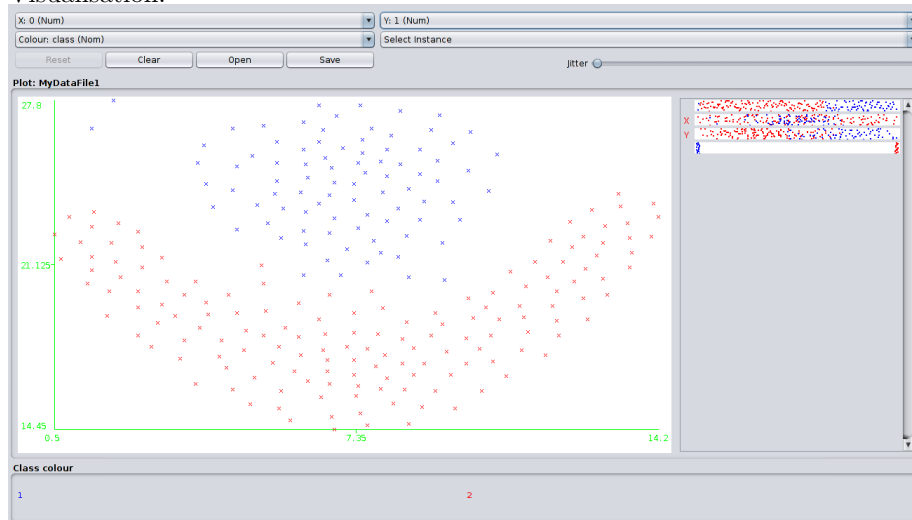 Visualisation:
X: 0 (Num) Y: 1 (Num)
Colour: class (Nom) Select Instance
Reset Clear Open Save Jitter
Plot: MyDataFile1
27.8
X
Y
21.125
14.45
0.5 7.35 14.2
Class colour
1 2